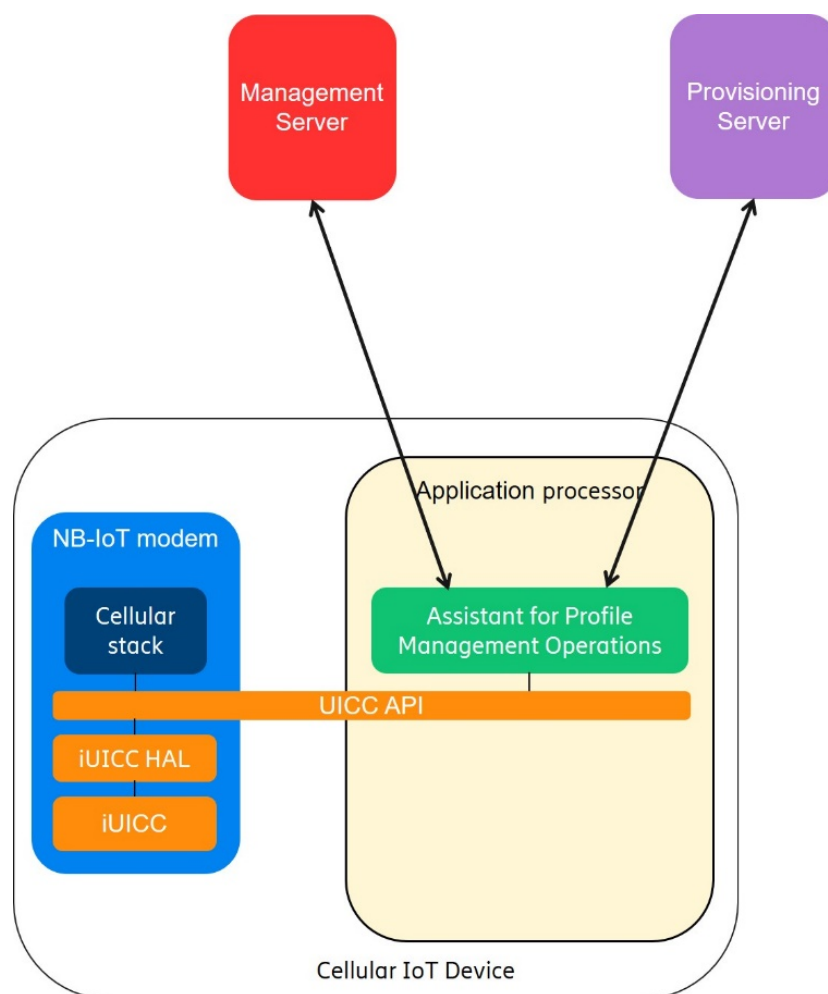 Management
Server
Provisioning
Server
Application processor
NB-IoT modem
Cellular
stack
Assistant for Profile
Management Operations
UICC API
iUICC HAL
iUICC
Cellular IoT Device